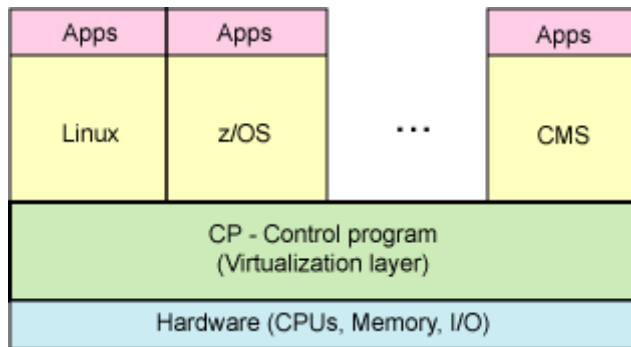 Apps
Apps
Apps
Linux
z/OS
...
CMS
CP - Control program
(Virtualization layer)
Hardware (CPUs, Memory, I/O)